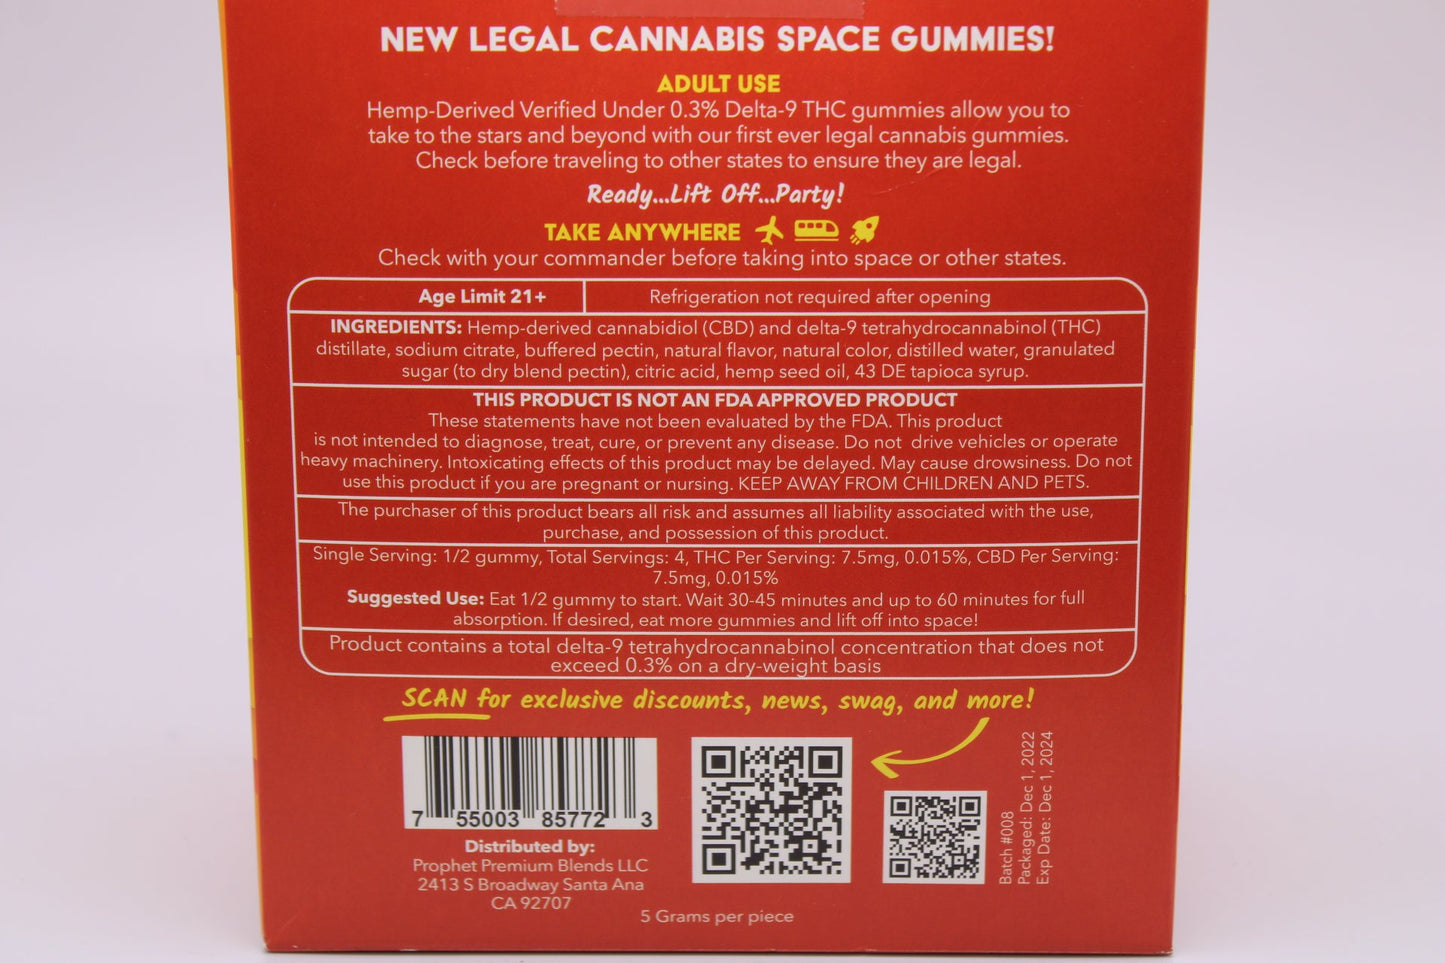 NEW LEGAL CANNABIS SPACE GUMMIES!
ADULT USE
Hemp-Derived Verified Under 0.3% Delta-9 THC gummies allow you to
take to the stars and beyond with our first ever legal cannabis gummies.
Check before traveling to other states to ensure they are legal.
Ready...Lift Off...Party!
TAKE ANYWHERE
Check with your commander before taking into space or other states.
Age Limit 21+
Refrigeration not required after opening
INGREDIENTS: Hemp-derived cannabidiol (CBD) and delta-9 tetrahydrocannabinol (THC)
distillate, sodium citrate, buffered pectin, natural flavor, natural color, distilled water, granulated
sugar (to dry blend pectin), citric acid, hemp seed oil, 43 DE tapioca syrup.
THIS PRODUCT IS NOT AN FDA APPROVED PRODUCT
These statements have not been evaluated by the FDA. This product
is not intended to diagnose, treat, cure, or prevent any disease. Do not drive vehicles or operate
heavy machinery. Intoxicating effects of this product may be delayed. May cause drowsiness. Do not
use this product if you are pregnant or nursing. KEEP AWAY FROM CHILDREN AND PETS.
The purchaser of this product bears all risk and assumes all liability associated with the use,
purchase, and possession of this product.
Single Serving: 1/2 gummy, Total Servings: 4, THC Per Serving: 7.5mg, 0.015%, CBD Per Serving:
7.5mg, 0.015%
Suggested Use: Eat 1/2 gummy to start. Wait 30-45 minutes and up to 60 minutes for full
absorption. If desired, eat more gummies and lift off into space!
Product contains a total delta-9 tetrahydrocannabinol concentration that does not
exceed 0.3% on a dry-weight basis
SCAN for exclusive discounts, news, swag, and more!
7 55003 85772 3
Distributed by:
Prophet Premium Blends LLC
2413 S Broadway Santa Ana
CA 92707
5 Grams per piece
Batch #008
Packaged: Dec 1, 2022
Exp Date: Dec 1, 2024